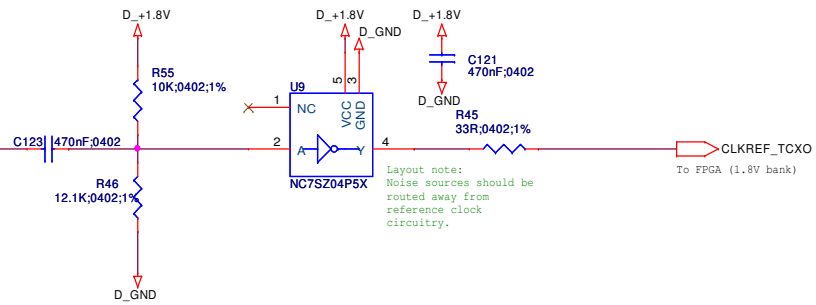 D_+1.8V
D_+1.8V
D_+1.8V
D_GND
R55
10K;0402;1%
C121
470nF;0402
D_GND
U9
5
3
1
NC
VCC
GND
R45
33R;0402;1%
C123
470nF;0402
2
A
Y
4
CLKREF_TCXO
To FPGA (1.8V bank)
NC7SZ04P5X
Layout note:
Noise sources should be
routed away from
reference clock
circuitry.
R46
12.1K;0402;1%
D_GND